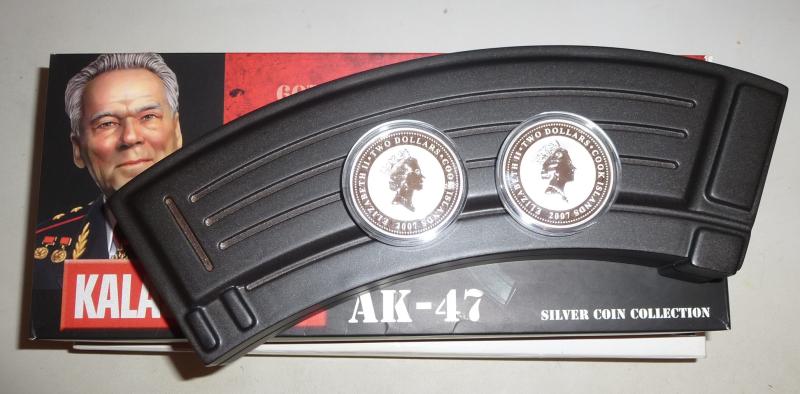 ELIZABETH II • TWO DOLLARS • COOK ISLANDS
2007
ELIZABETH II • TWO DOLLARS • COOK ISLANDS
2007
KALA
AK-47
SILVER COIN COLLECTION